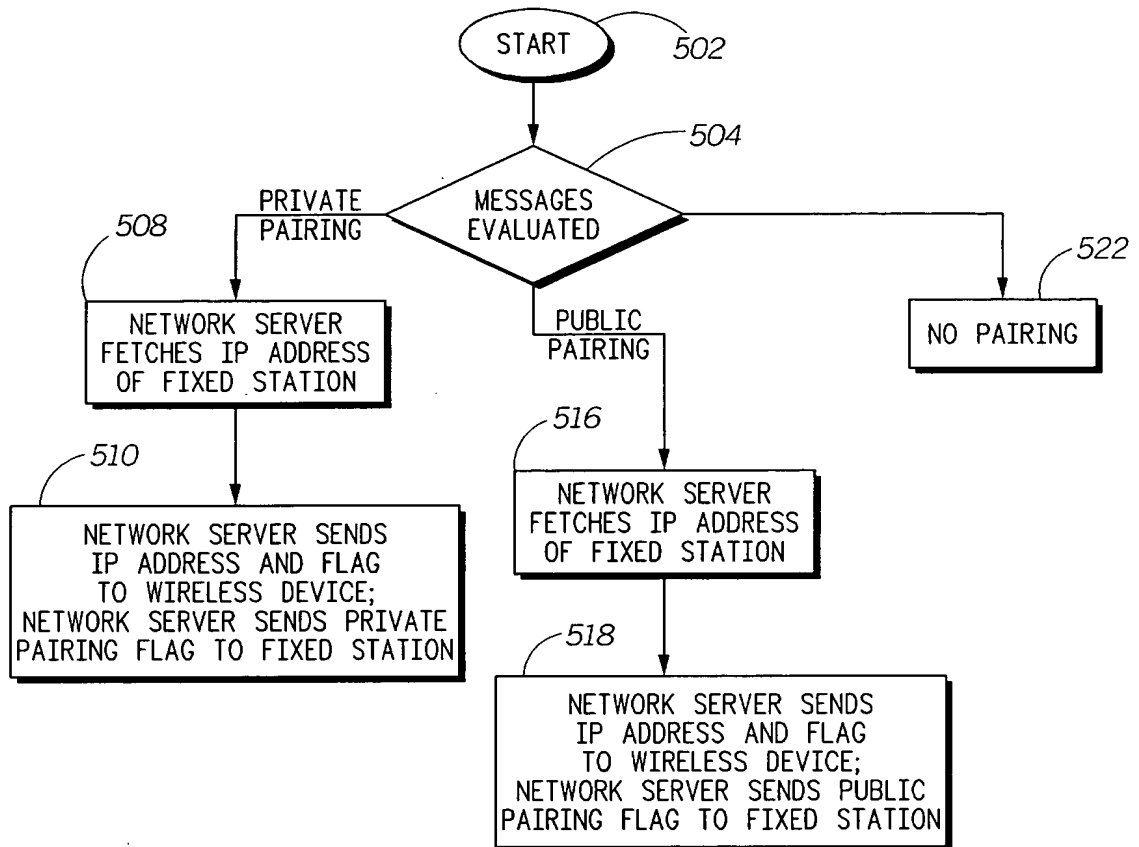 START
502
504
MESSAGES
EVALUATED
PRIVATE
PAIRING
508
NETWORK SERVER
FETCHES IP ADDRESS
OF FIXED STATION
510
NETWORK SERVER SENDS
IP ADDRESS AND FLAG
TO WIRELESS DEVICE;
NETWORK SERVER SENDS PRIVATE
PAIRING FLAG TO FIXED STATION
PUBLIC
PAIRING
516
NETWORK SERVER
FETCHES IP ADDRESS
OF FIXED STATION
518
NETWORK SERVER SENDS
IP ADDRESS AND FLAG
TO WIRELESS DEVICE;
NETWORK SERVER SENDS PUBLIC
PAIRING FLAG TO FIXED STATION
522
NO PAIRING